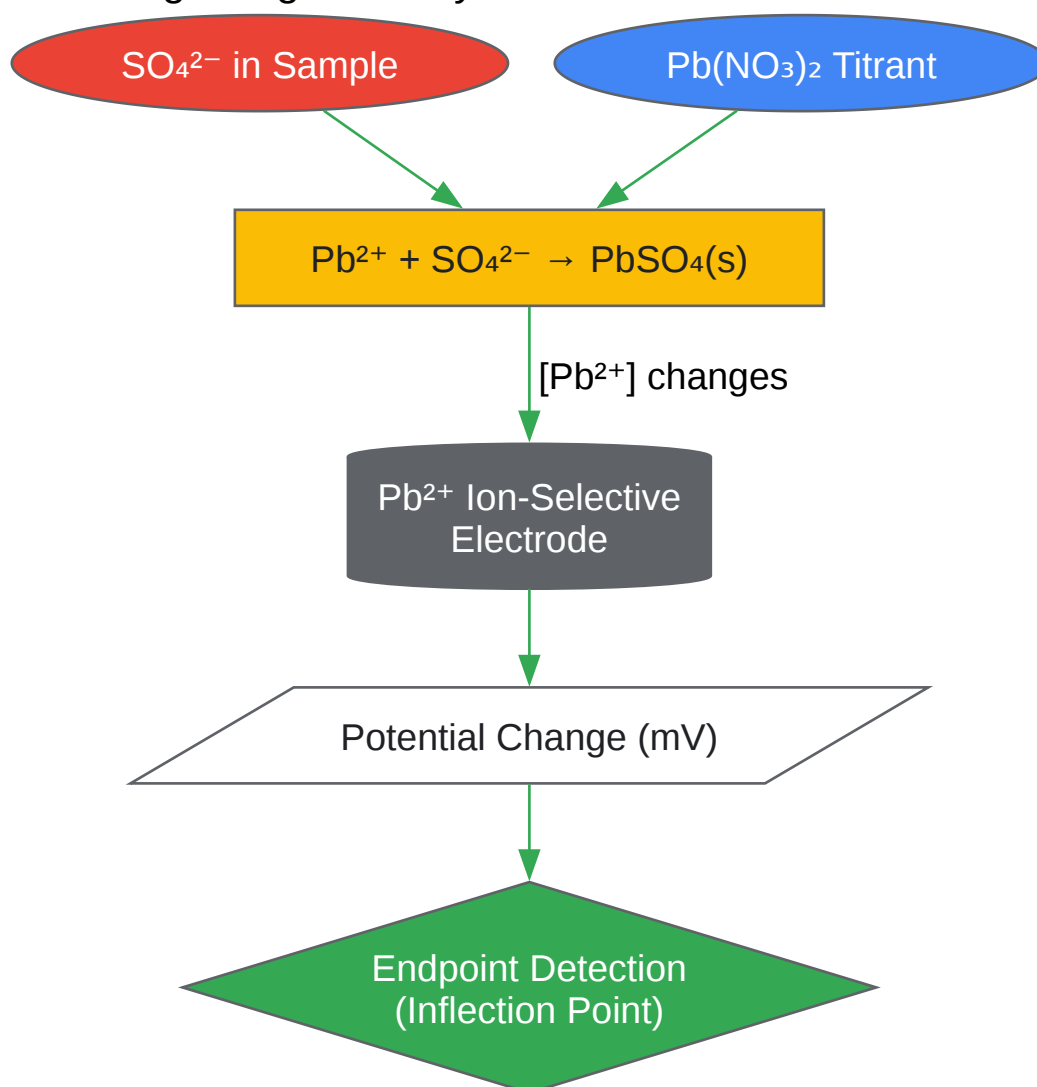 SO₄²⁻ in Sample
Pb(NO₃)₂ Titrant
Pb²⁺ + SO₄²⁻ → PbSO₄(s)
[Pb²⁺] changes
Pb²⁺ Ion-Selective
Electrode
Potential Change (mV)
Endpoint Detection
(Inflection Point)